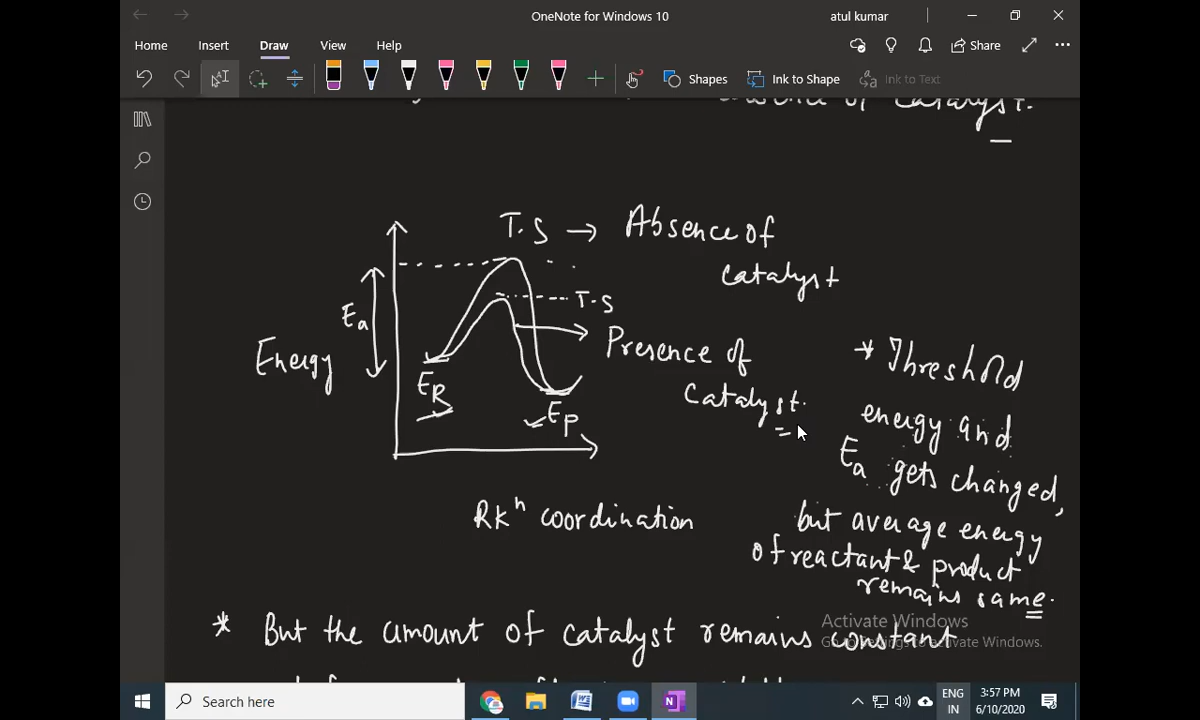 OneNote for Windows 10
atul kumar
Home Insert Draw View Help
Share
Shapes
Ink to Shape
Ink to Text
of catalyst.
T.S → Absence of
catalyst
T.S
Ea
Energy
Presence of
catalyst.
ER
EP
Rkn coordination
* Threshold
energy and
Ea gets changed,
but average energy
of reactant & product
remains same.
* But the amount of catalyst remains constant
Activate Windows
Go to Settings to activate Windows.
Search here
ENG
IN
3:57 PM
6/10/2020